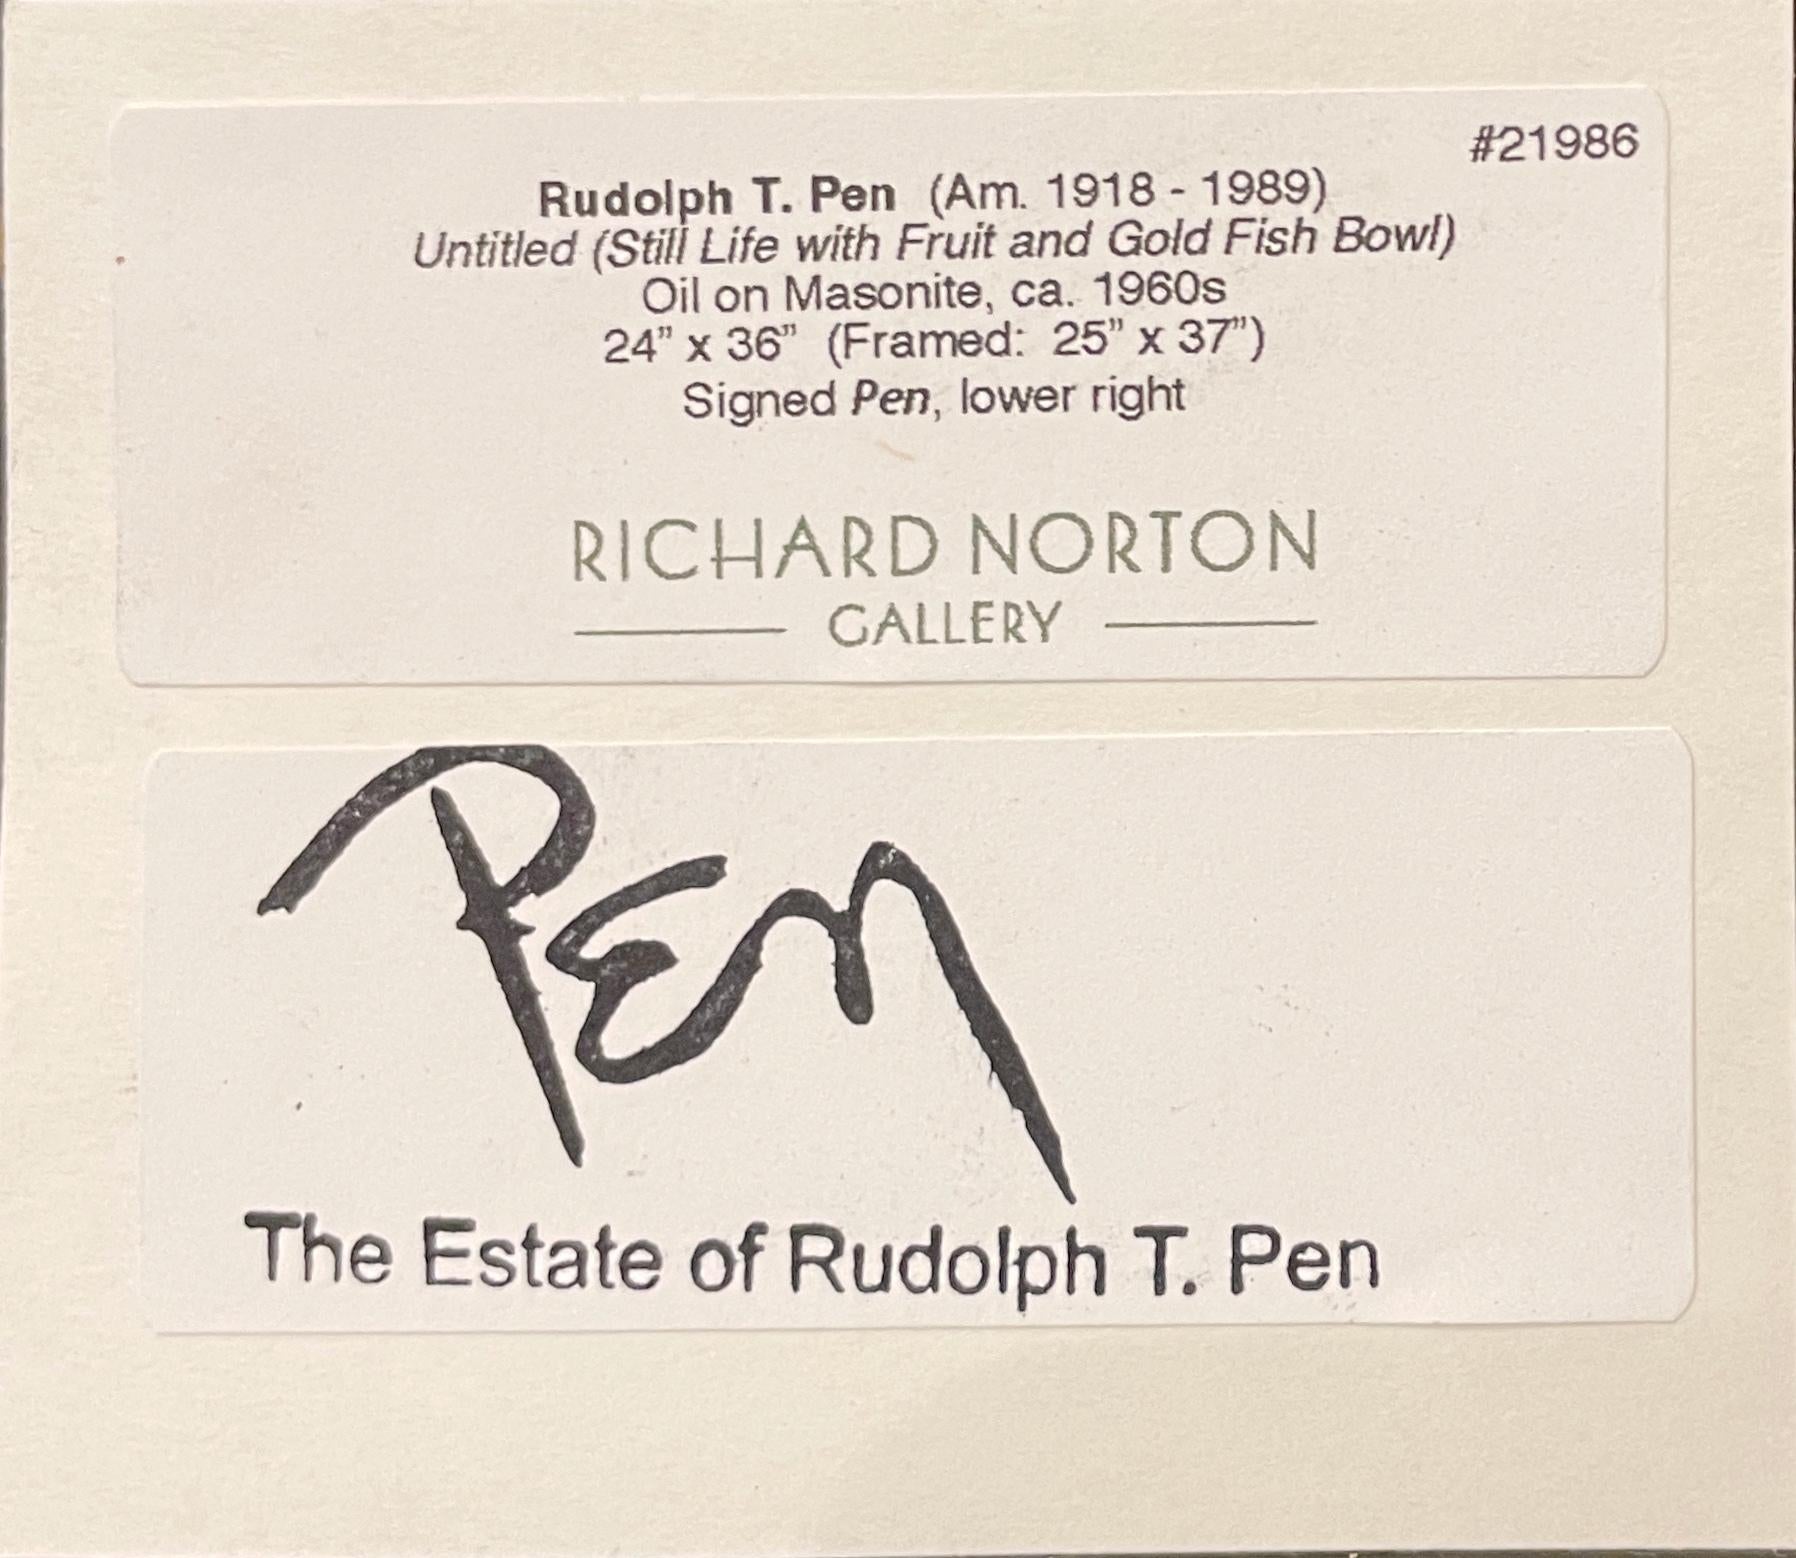 #21986
Rudolph T. Pen (Am. 1918 - 1989)
Untitled (Still Life with Fruit and Gold Fish Bowl)
Oil on Masonite, ca. 1960s
24” x 36” (Framed: 25” x 37”)
Signed Pen, lower right
RICHARD NORTON
GALLERY
Pen
The Estate of Rudolph T. Pen